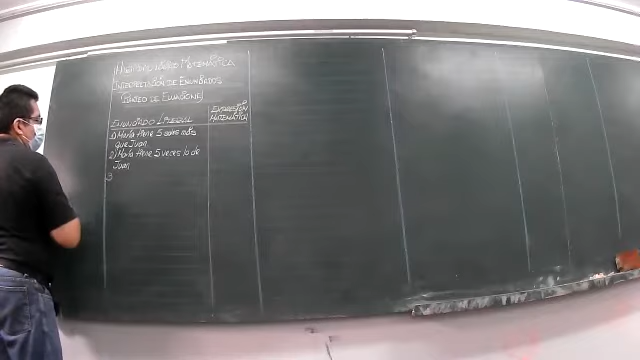 MATEMÁTICA
INTERPRETACIÓN DE ENUNCIADOS
DE ECUACIONES
ENUNCIADO LITERAL
EXPRESIÓN
MATEMÁTICA
1) María tiene 5 soles más
que Juan
2) María tiene 5 veces lo de
Juan
3